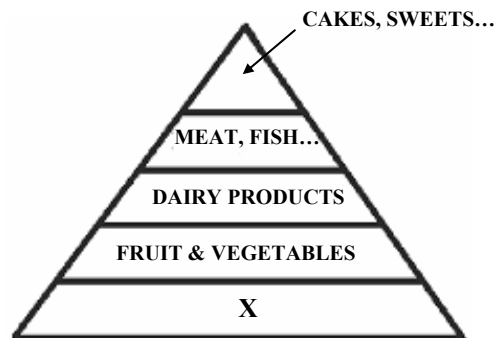 CAKES, SWEETS…
MEAT, FISH…
DAIRY PRODUCTS
FRUIT & VEGETABLES
X